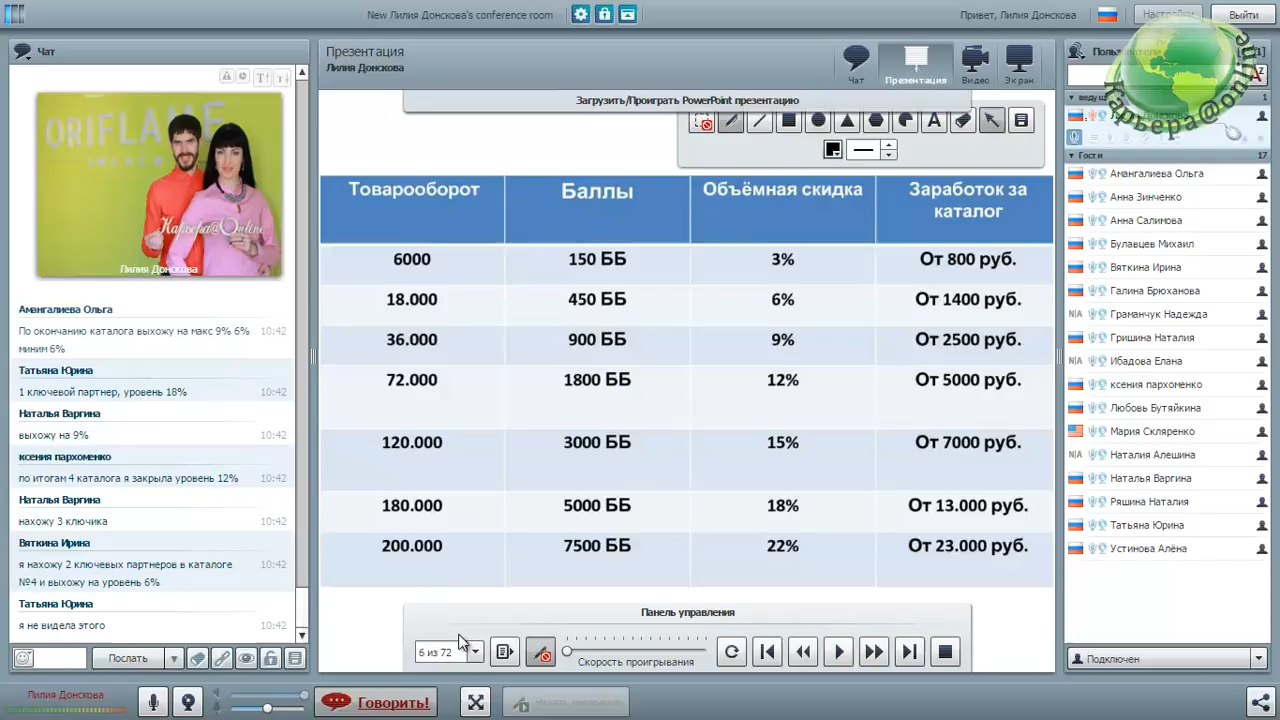 New Лилия Донскова's conference room
Привет, Лилия Донскова
Настройки
Выйти
Чат
ORIFLAME
SWEDEN
Карьера@Online
Лилия Донскова
Амангалиева Ольга
По окончанию каталога выхожу на макс 9% 6%
миним 6%
10:42
Татьяна Юрина
1 ключевой партнер, уровень 18%
10:42
Наталья Варгина
выхожу на 9%
10:42
ксения пархоменко
по итогам 4 каталога я закрыла уровень 12%
10:42
Наталья Варгина
нахожу 3 ключика
10:42
Вяткина Ирина
я нахожу 2 ключевых партнеров в каталоге
№4 и выхожу на уровень 6%
10:42
Татьяна Юрина
я не видела этого
10:42
Послать
Лилия Донскова
Говорить!
Презентация
Лилия Донскова
Чат
Презентация
Видео
Экран
Загрузить/Проиграть PowerPoint презентацию
Товарооборот Баллы Объёмная скидка Заработок за
каталог
6000 150 ББ 3% От 800 руб.
18.000 450 ББ 6% От 1400 руб.
36.000 900 ББ 9% От 2500 руб.
72.000 1800 ББ 12% От 5000 руб.
120.000 3000 ББ 15% От 7000 руб.
180.000 5000 ББ 18% От 13.000 руб.
200.000 7500 ББ 22% От 23.000 руб.
Панель управления
6 из 72
Скорость проигрывания
карьера@online
Гости
17
Амангалиева Ольга
Анна Зинченко
Анна Салимова
Булавцев Михаил
Вяткина Ирина
Галина Брюханова
N/A Граманчук Надежда
Гришина Наталия
N/A Ибадова Елана
ксения пархоменко
Любовь Бутяйкина
Мария Скляренко
N/A Наталия Алешина
Наталья Варгина
Ряшина Наталия
Татьяна Юрина
Устинова Алёна
Подключен